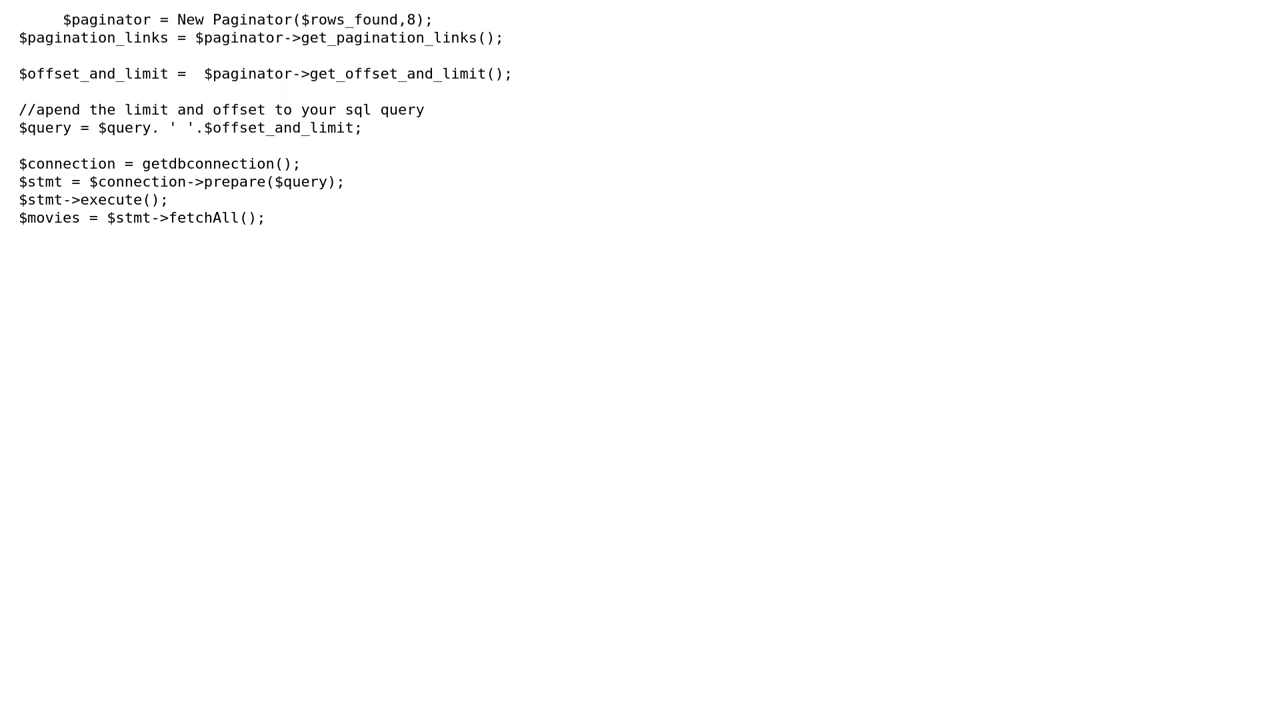 $paginator = New Paginator($rows_found,8);
$pagination_links = $paginator->get_pagination_links();
$offset_and_limit =  $paginator->get_offset_and_limit();
//apend the limit and offset to your sql query
$query = $query. ' '.$offset_and_limit;
$connection = getdbconnection();
$stmt = $connection->prepare($query);
$stmt->execute();
$movies = $stmt->fetchAll();